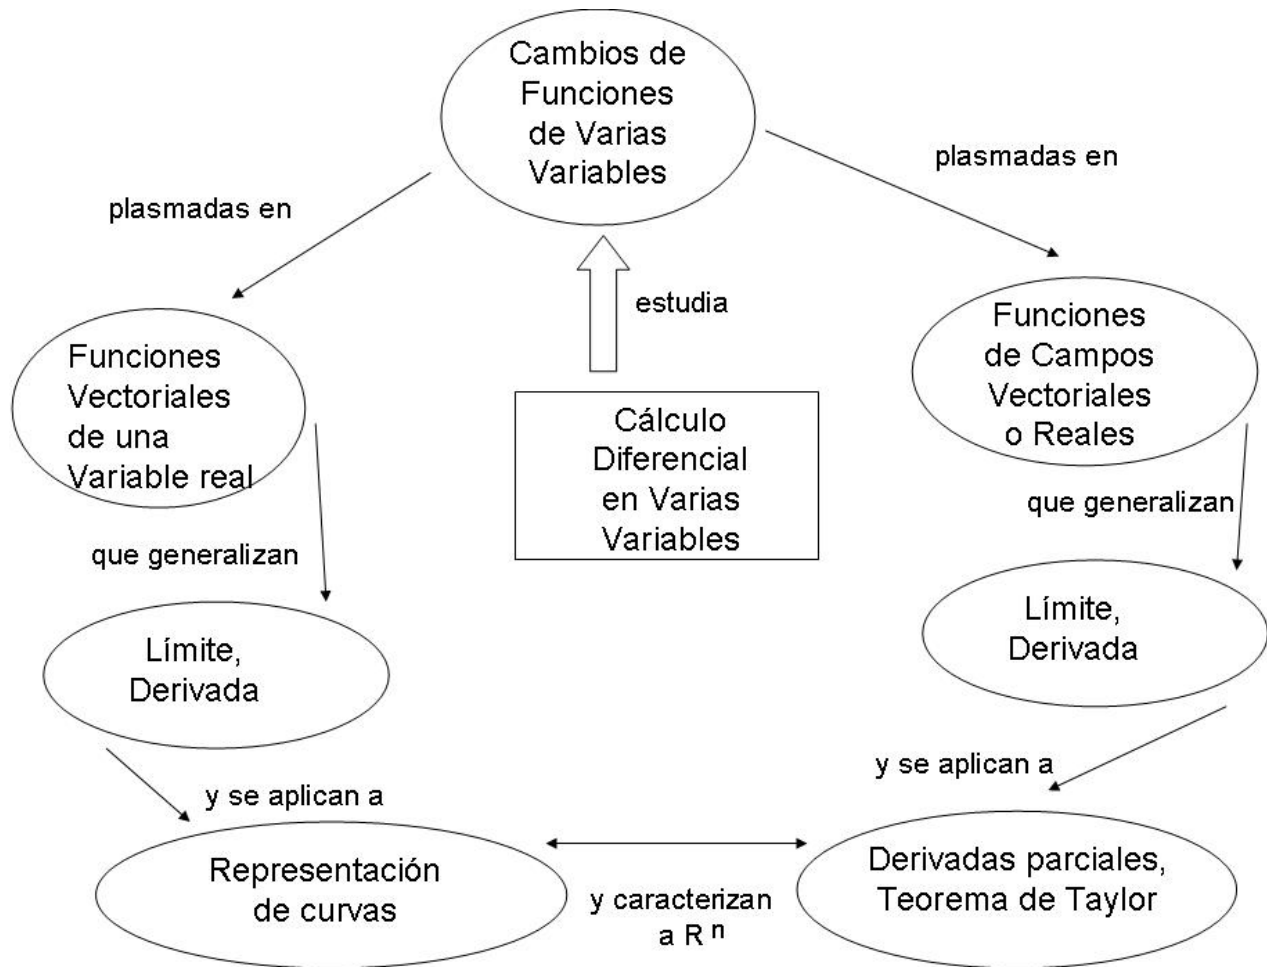 Cambios de
Funciones
de Varias
Variables
plasmadas en
plasmadas en
estudia
Funciones
Vectoriales
de una
Variable real
Funciones
de Campos
Vectoriales
o Reales
Cálculo
Diferencial
en Varias
Variables
que generalizan
que generalizan
Límite,
Derivada
Límite,
Derivada
y se aplican a
y se aplican a
Representación
de curvas
y caracterizan
a R n
Derivadas parciales,
Teorema de Taylor